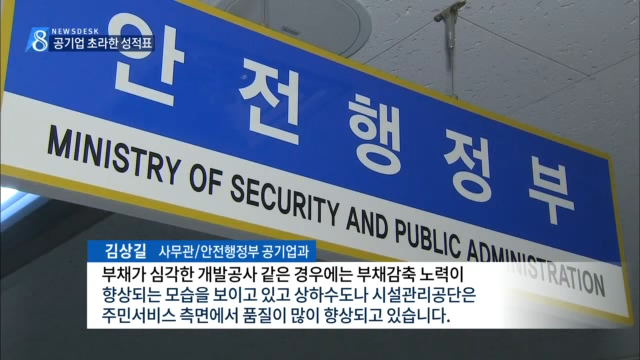 NEWSDESK
8 공기업 초라한 성적표
안전행정부
MINISTRY OF SECURITY AND PUBLIC ADMINISTRATION
김상길 사무관/안전행정부 공기업과
부채가 심각한 개발공사 같은 경우에는 부채감축 노력이
향상되는 모습을 보이고 있고 상하수도나 시설관리공단은
주민서비스 측면에서 품질이 많이 향상되고 있습니다.